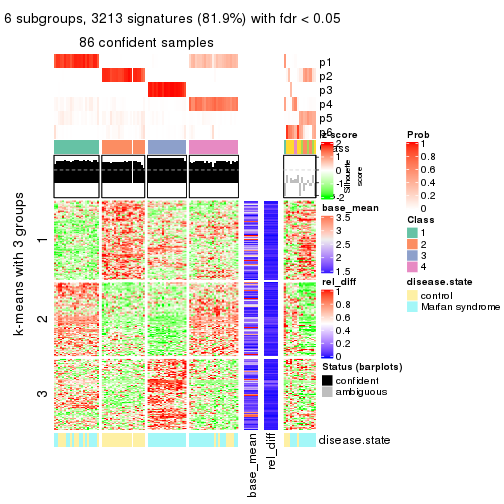 6 subgroups, 3213 signatures (81.9%) with fdr < 0.05
86 confident samples
p1
p2
p3
p4
p5
p6
Class
Silhouette score
k-means with 3 groups
1
2
3
base_mean
rel_diff
disease.state
z-score
2
1
0
-1
-2
base_mean
3.5
3
2.5
2
1.5
rel_diff
1
0.8
0.6
0.4
0.2
0
Status (barplots)
confident
ambiguous
Prob
1
0.8
0.6
0.4
0.2
0
Class
1
2
3
4
disease.state
control
Marfan syndrome